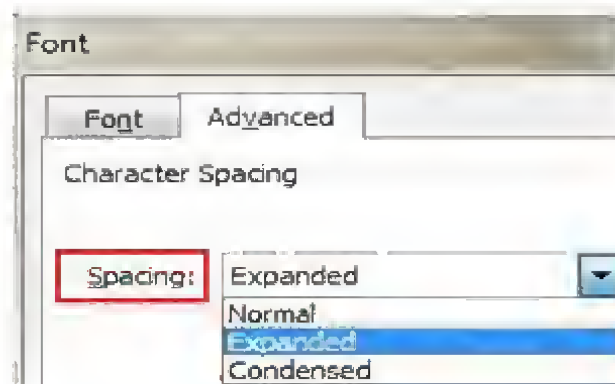 Font
Font Advanced
Character Spacing
Spacing: Expanded
Normal
Expanded
Condensed